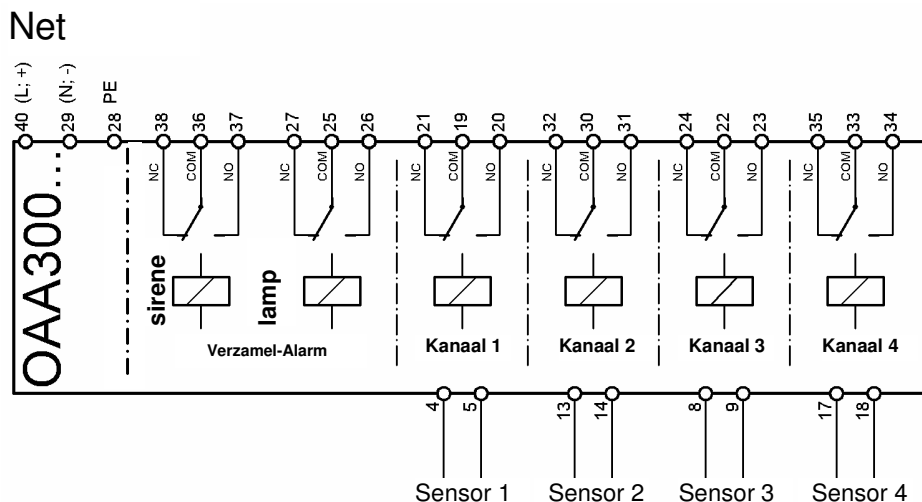 Net
40 (L; +)
29 (N; -)
28 PE
38
36
37
27
25
26
21
19
20
32
30
31
24
22
23
35
33
34
NC
COM
NO
NC
COM
NO
NC
COM
NO
NC
COM
NO
NC
COM
NO
NC
COM
NO
OAA300...
sirene
lamp
Verzamel-Alarm
Kanaal 1
Kanaal 2
Kanaal 3
Kanaal 4
4
5
13
14
8
9
17
18
Sensor 1
Sensor 2
Sensor 3
Sensor 4